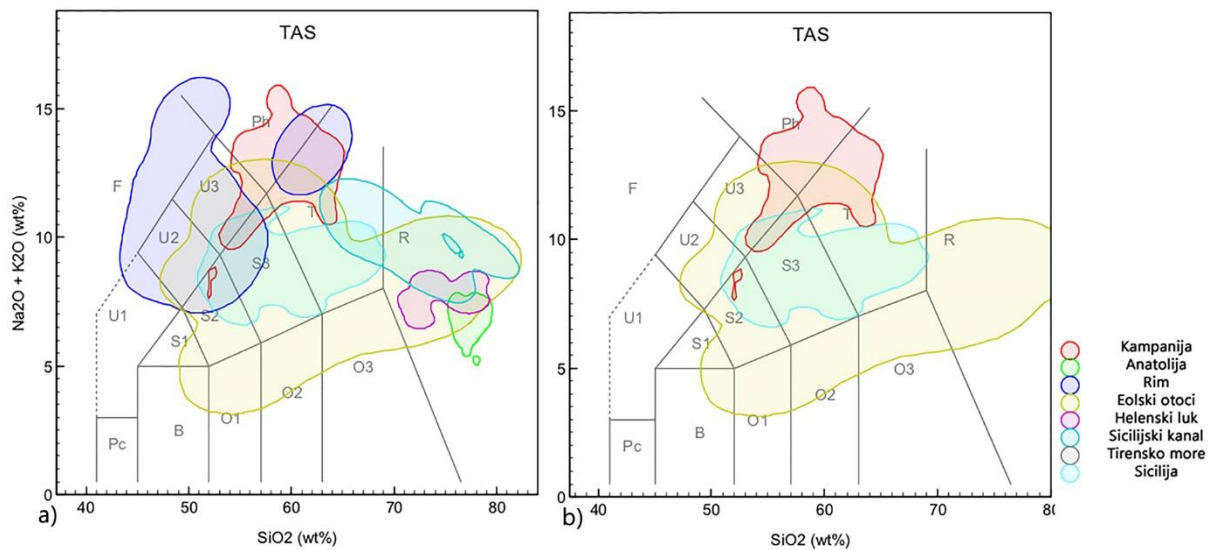 TAS
15
10
5
0
Na2O + K2O (wt%)
40
50
60
70
80
SiO2 (wt%)
a)
F
U3
U2
U1
Ph
T
R
S3
S2
S1
O3
O2
O1
B
Pc
TAS
15
10
5
0
40
50
60
70
80
SiO2 (wt%)
b)
F
U3
U2
U1
Ph
T
R
S3
S2
S1
O3
O2
O1
B
Pc
Kampanija
Anatolija
Rim
Eolski otoci
Helenski luk
Sicilijski kanal
Tirensko more
Sicilija